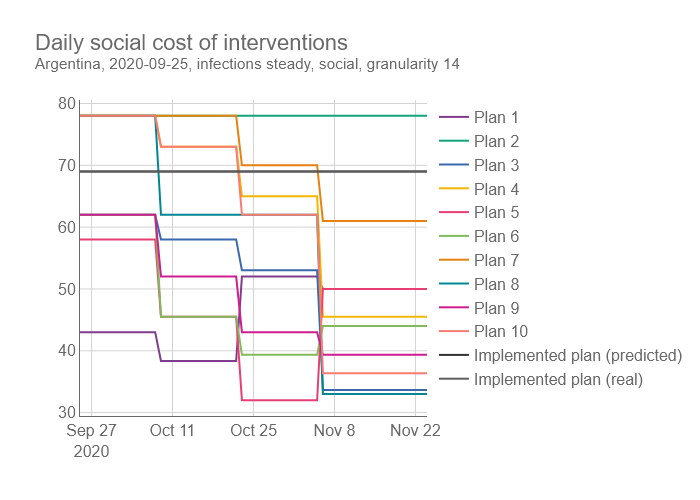 Daily social cost of interventions
Argentina, 2020-09-25, infections steady, social, granularity 14
80
70
60
50
40
30
Sep 27
2020
Oct 11
Oct 25
Nov 8
Nov 22
Plan 1
Plan 2
Plan 3
Plan 4
Plan 5
Plan 6
Plan 7
Plan 8
Plan 9
Plan 10
Implemented plan (predicted)
Implemented plan (real)